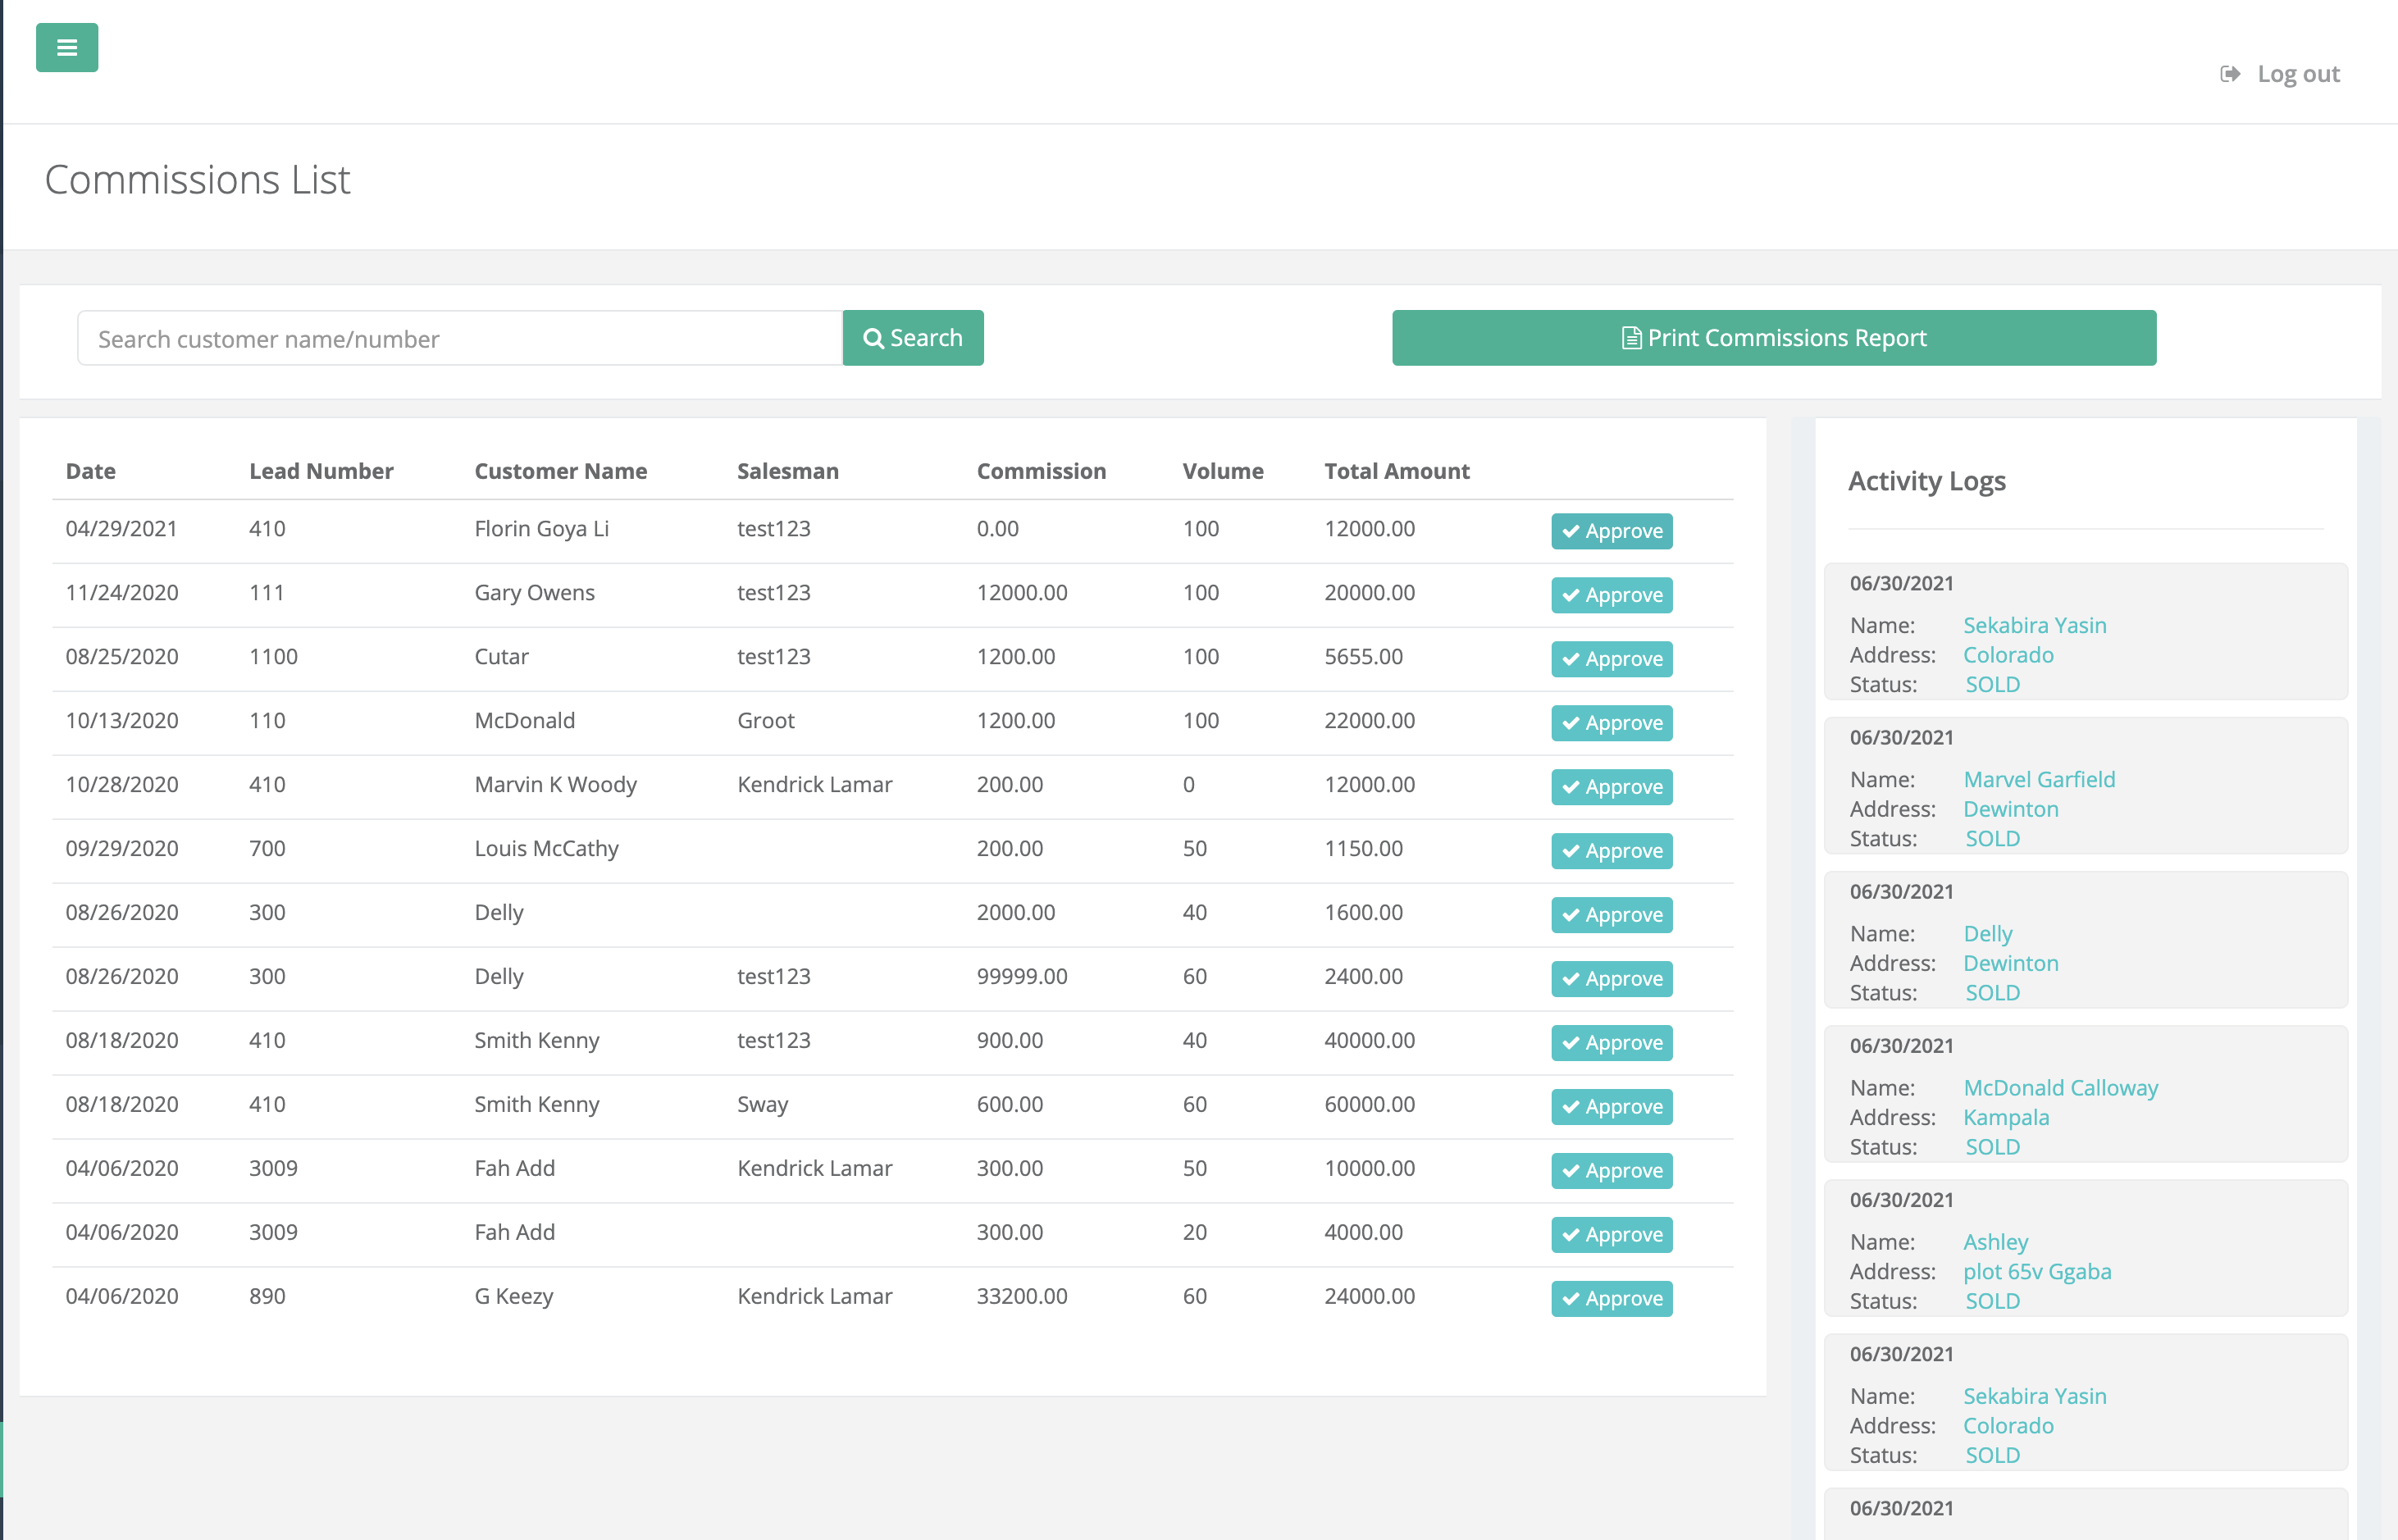 Log out
Commissions List
Search customer name/number
Search
Print Commissions Report
Date Lead Number Customer Name Salesman Commission Volume Total Amount
04/29/2021 410 Florin Goya Li test123 0.00 100 12000.00 Approve
11/24/2020 111 Gary Owens test123 12000.00 100 20000.00 Approve
08/25/2020 1100 Cutar test123 1200.00 100 5655.00 Approve
10/13/2020 110 McDonald Groot 1200.00 100 22000.00 Approve
10/28/2020 410 Marvin K Woody Kendrick Lamar 200.00 0 12000.00 Approve
09/29/2020 700 Louis McCathy 200.00 50 1150.00 Approve
08/26/2020 300 Delly 2000.00 40 1600.00 Approve
08/26/2020 300 Delly test123 99999.00 60 2400.00 Approve
08/18/2020 410 Smith Kenny test123 900.00 40 40000.00 Approve
08/18/2020 410 Smith Kenny Sway 600.00 60 60000.00 Approve
04/06/2020 3009 Fah Add Kendrick Lamar 300.00 50 10000.00 Approve
04/06/2020 3009 Fah Add 300.00 20 4000.00 Approve
04/06/2020 890 G Keezy Kendrick Lamar 33200.00 60 24000.00 Approve
Activity Logs
06/30/2021
Name: Sekabira Yasin
Address: Colorado
Status: SOLD
06/30/2021
Name: Marvel Garfield
Address: Dewinton
Status: SOLD
06/30/2021
Name: Delly
Address: Dewinton
Status: SOLD
06/30/2021
Name: McDonald Calloway
Address: Kampala
Status: SOLD
06/30/2021
Name: Ashley
Address: plot 65v Ggaba
Status: SOLD
06/30/2021
Name: Sekabira Yasin
Address: Colorado
Status: SOLD
06/30/2021